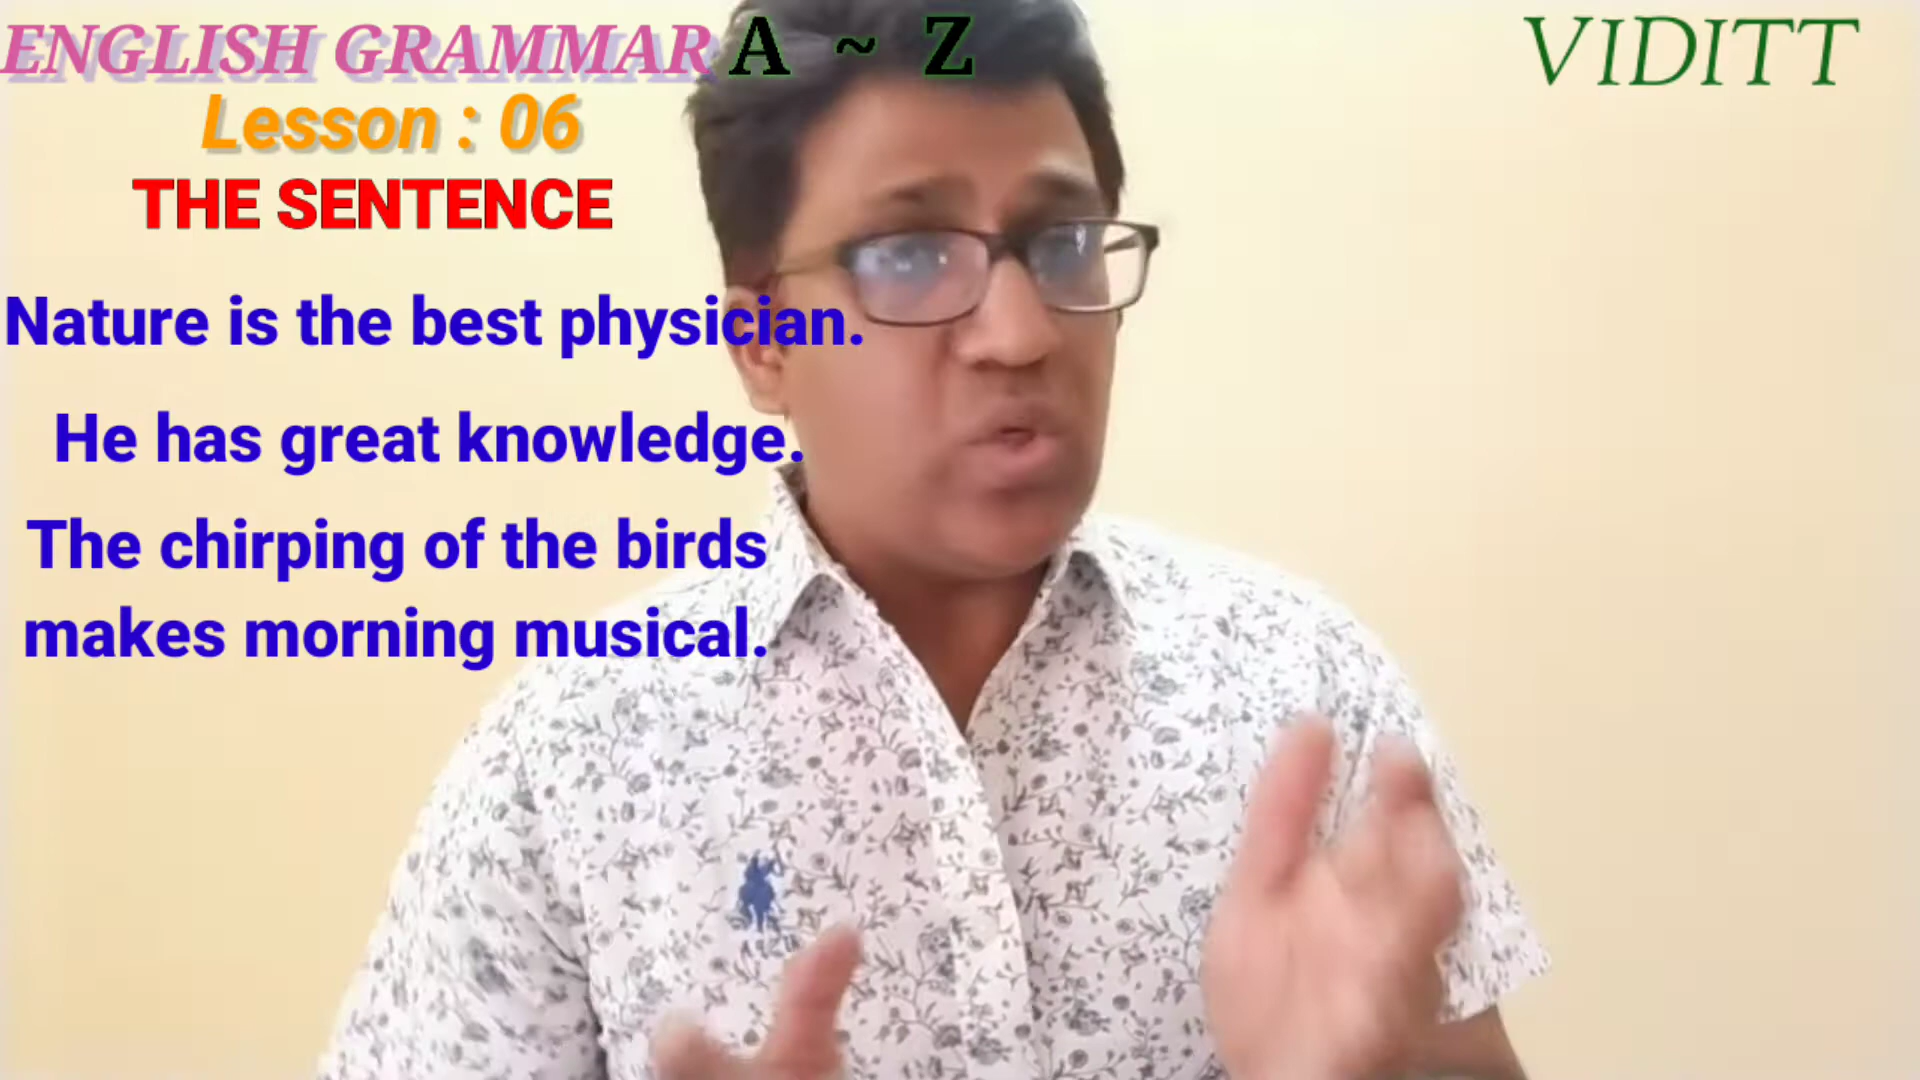 ENGLISH GRAMMAR A ~ Z
VIDITT
Lesson : 06
THE SENTENCE
Nature is the best physician.
He has great knowledge.
The chirping of the birds
makes morning musical.